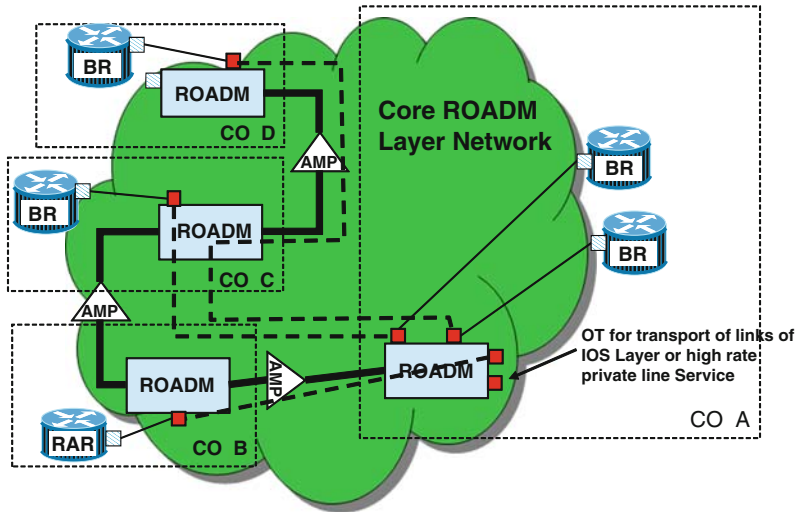 BR
ROADM
CO D
AMP
Core ROADM
Layer Network
BR
ROADM
CO C
BR
BR
AMP
ROADM
AMP
ROADM
OT for transport of links of
IOS Layer or high rate
private line Service
RAR
CO B
CO A